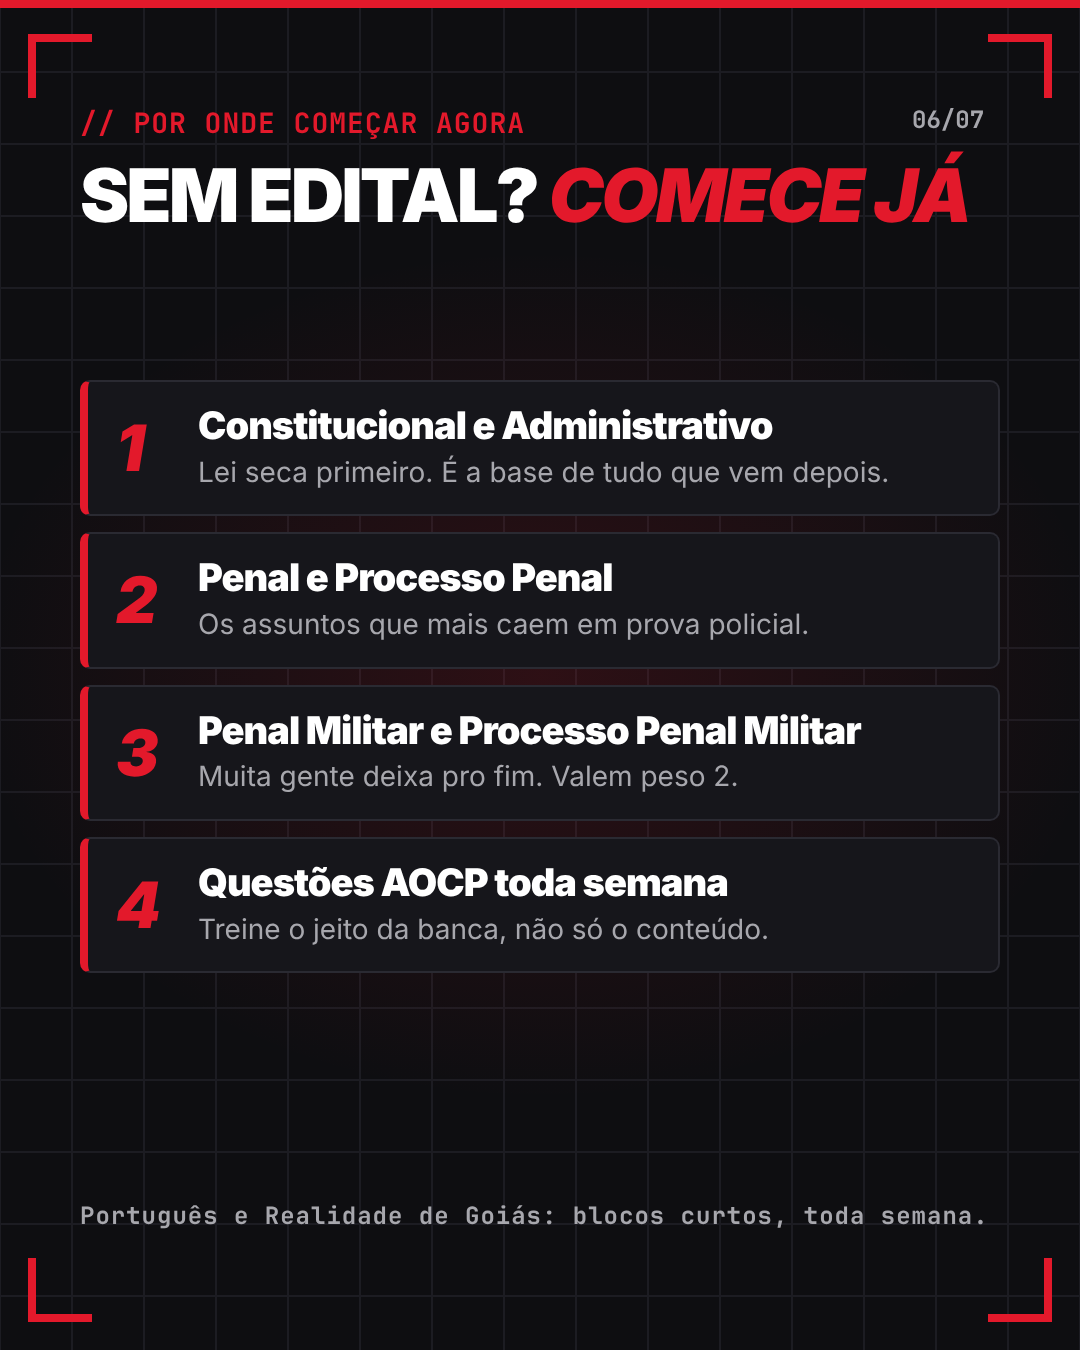 // POR ONDE COMEÇAR AGORA
06/07
SEM EDITAL? COMECE JÁ
1
Constitucional e Administrativo
Lei seca primeiro. É a base de tudo que vem depois.
2
Penal e Processo Penal
Os assuntos que mais caem em prova policial.
3
Penal Militar e Processo Penal Militar
Muita gente deixa pro fim. Valem peso 2.
4
Questões AOCP toda semana
Treine o jeito da banca, não só o conteúdo.
Português e Realidade de Goiás: blocos curtos, toda semana.